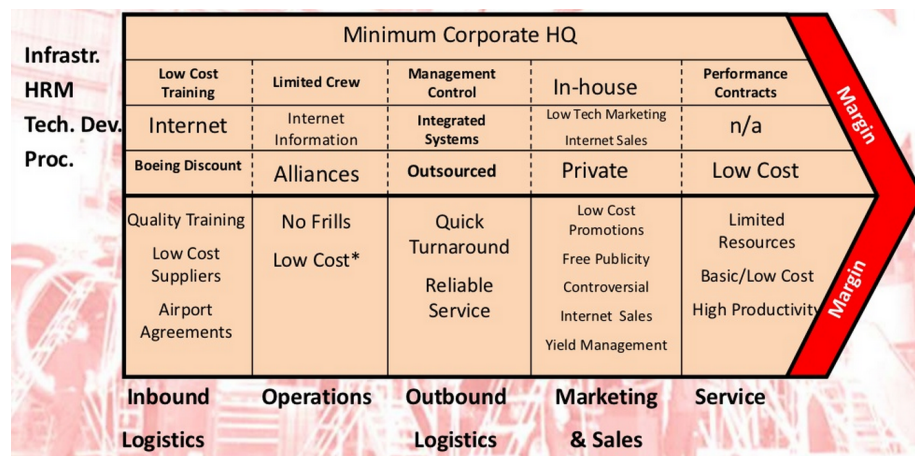 Minimum Corporate HQ
Infrastr.
HRM
Tech. Dev.
Proc.
Low Cost
Training
Limited Crew
Management
Control
In-house
Performance
Contracts
Internet
Internet
Information
Integrated
Systems
Low Tech Marketing
Internet Sales
n/a
Boeing Discount
Alliances
Outsourced
Private
Low Cost
Margin
Quality Training
Low Cost
Suppliers
Airport
Agreements
No Frills
Low Cost*
Quick
Turnaround
Reliable
Service
Low Cost
Promotions
Free Publicity
Controversial
Internet Sales
Yield Management
Limited
Resources
Basic/Low Cost
High Productivity
Margin
Inbound
Logistics
Operations
Outbound
Logistics
Marketing
& Sales
Service